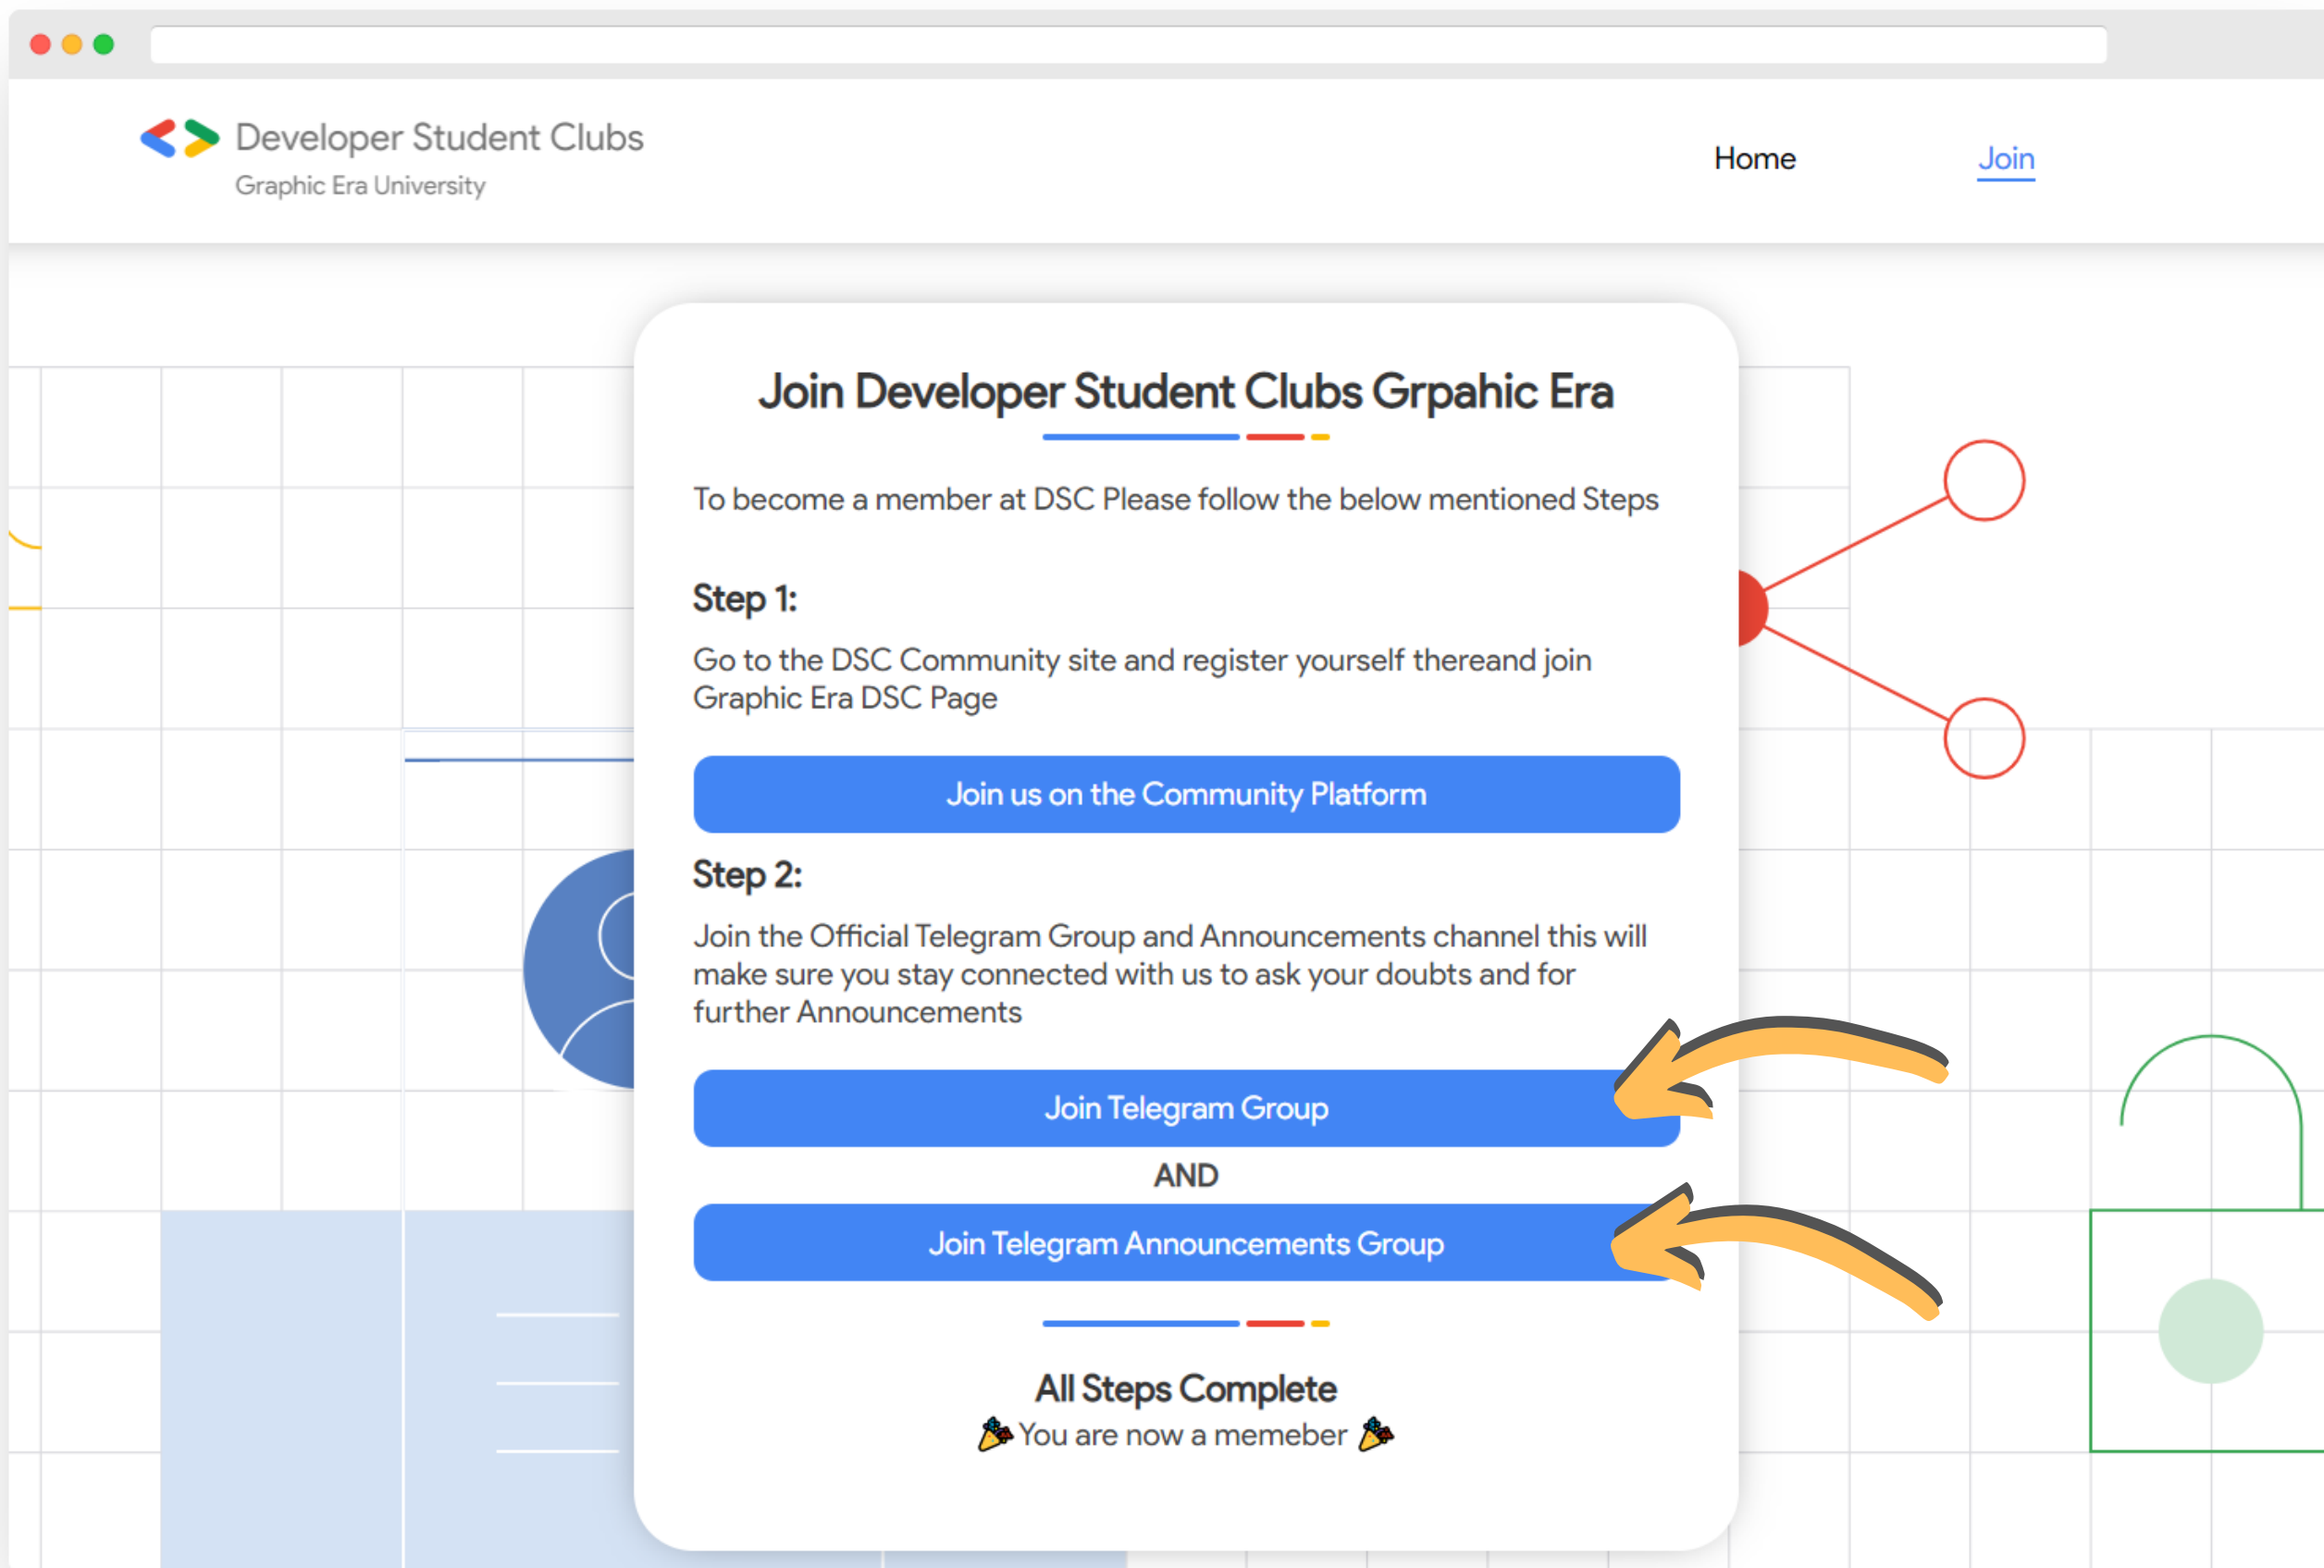 Developer Student Clubs
Graphic Era University
Home
Join
Join Developer Student Clubs Grpahic Era
To become a member at DSC Please follow the below mentioned Steps
Step 1:
Go to the DSC Community site and register yourself thereand join
Graphic Era DSC Page
Join us on the Community Platform
Step 2:
Join the Official Telegram Group and Announcements channel this will
make sure you stay connected with us to ask your doubts and for
further Announcements
Join Telegram Group
AND
Join Telegram Announcements Group
All Steps Complete
🎉 You are now a memeber 🎉